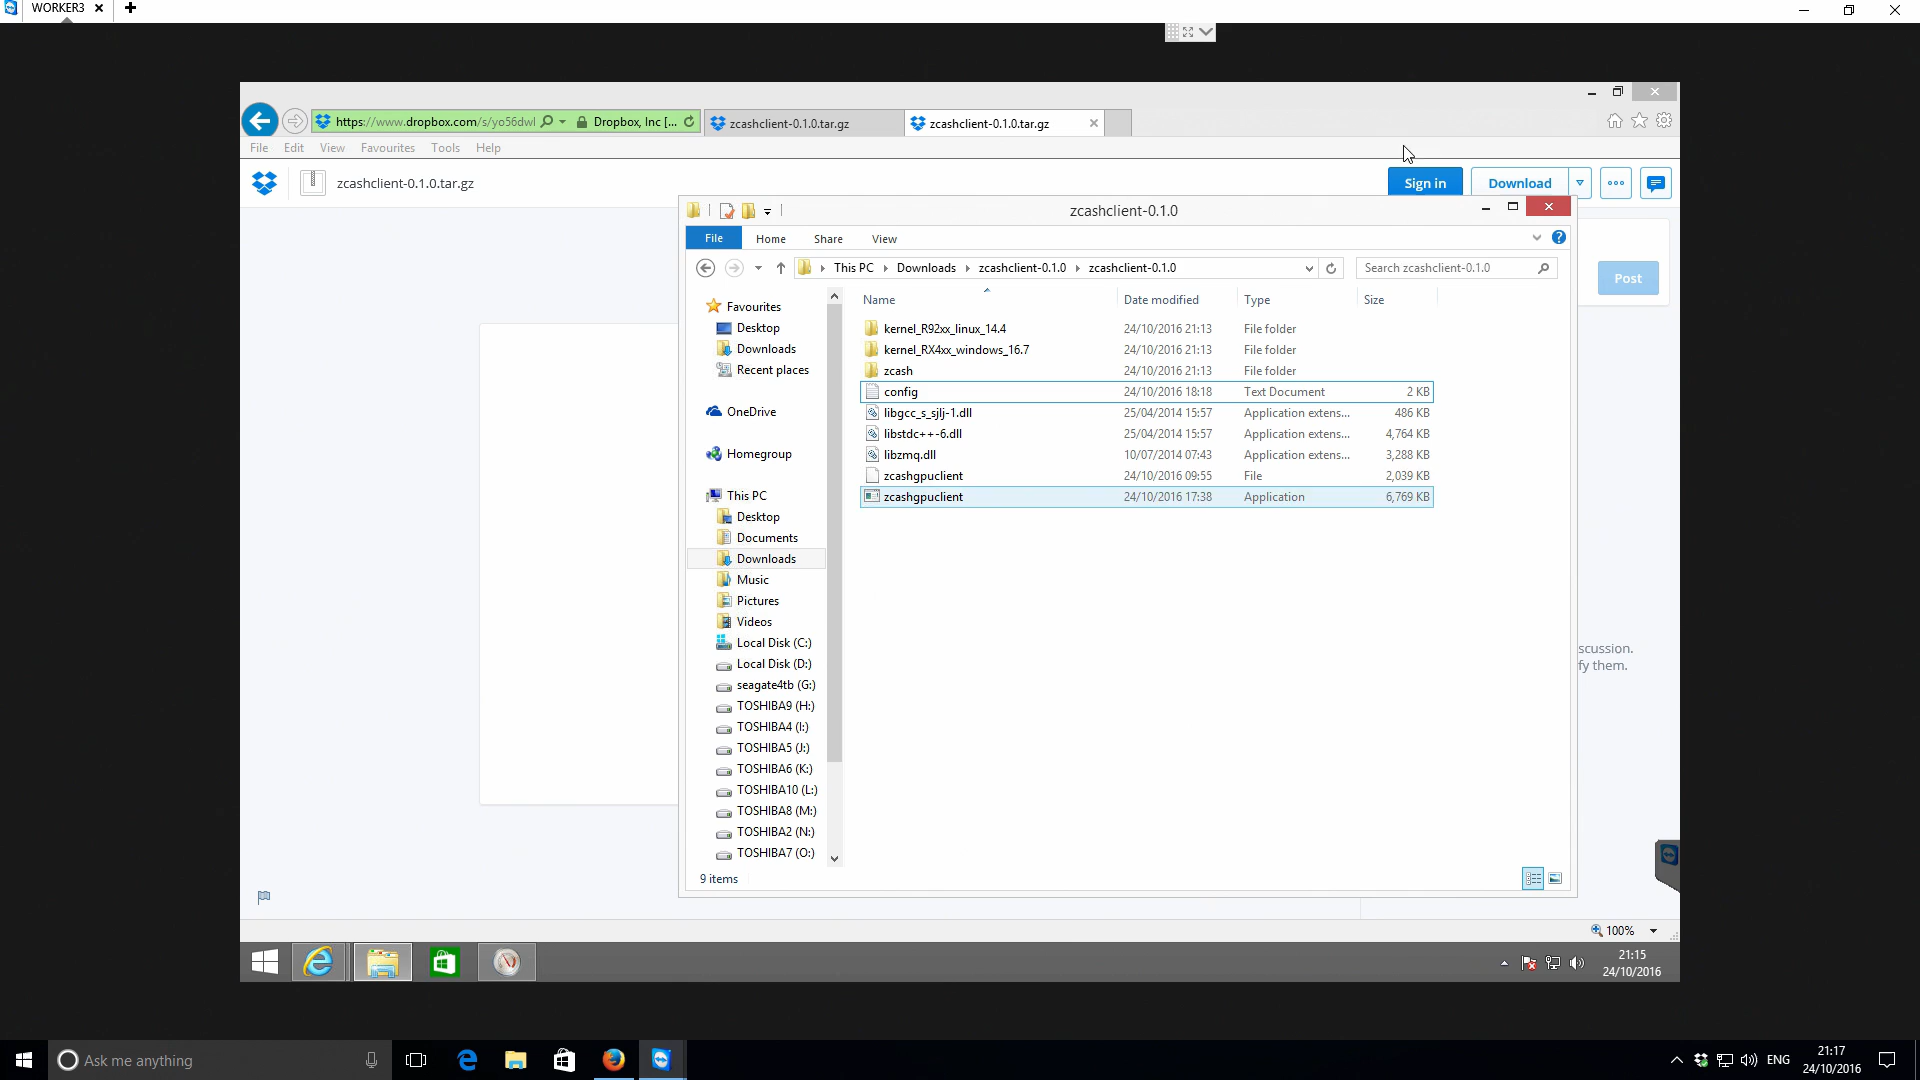 WORKER3
https://www.dropbox.com/s/yo56dwl
Dropbox, Inc [...
zcashclient-0.1.0.tar.gz
zcashclient-0.1.0.tar.gz
File Edit View Favourites Tools Help
zcashclient-0.1.0.tar.gz
Sign in
Download
zcashclient-0.1.0
File Home Share View
This PC Downloads zcashclient-0.1.0 zcashclient-0.1.0
Search zcashclient-0.1.0
Post
Name Date modified Type Size
kernel_R92xx_linux_14.4 24/10/2016 21:13 File folder
kernel_RX4xx_windows_16.7 24/10/2016 21:13 File folder
zcash 24/10/2016 21:13 File folder
config 24/10/2016 18:18 Text Document 2 KB
libgcc_s_sjlj-1.dll 25/04/2014 15:57 Application extens... 486 KB
libstdc++-6.dll 25/04/2014 15:57 Application extens... 4,764 KB
libzmq.dll 10/07/2014 07:43 Application extens... 3,288 KB
zcashgpuclient 24/10/2016 09:55 File 2,039 KB
zcashgpuclient 24/10/2016 17:38 Application 6,769 KB
Favourites
Desktop
Downloads
Recent places
OneDrive
Homegroup
This PC
Desktop
Documents
Downloads
Music
Pictures
Videos
Local Disk (C:)
Local Disk (D:)
seagate4tb (G:)
TOSHIBA9 (H:)
TOSHIBA4 (I:)
TOSHIBA5 (J:)
TOSHIBA6 (K:)
TOSHIBA10 (L:)
TOSHIBA8 (M:)
TOSHIBA2 (N:)
TOSHIBA7 (O:)
9 items
scussion.
fy them.
100%
21:15
24/10/2016
Ask me anything
ENG
21:17
24/10/2016